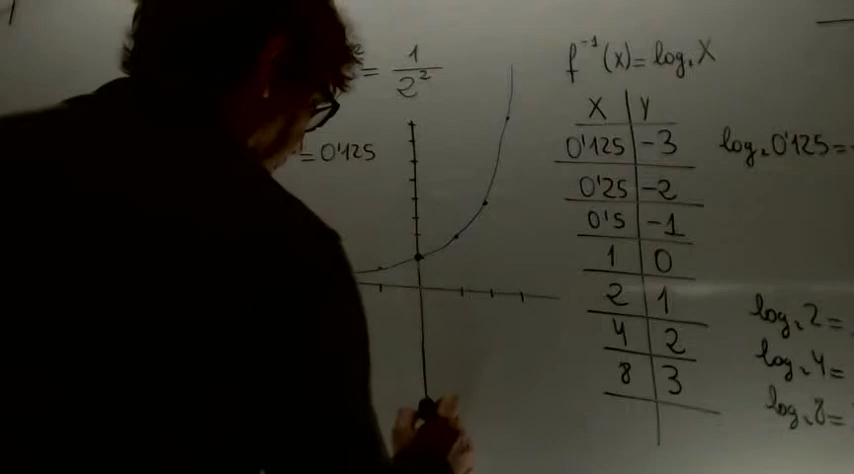 ² = 1/2²
= 0'125
f⁻¹(x) = log₂ X
X Y
0'125 -3
0'25 -2
0'5 -1
1 0
2 1
4 2
8 3
log₂ 0'125 =
log₂ 2 =
log₂ 4 =
log₂ 8 =